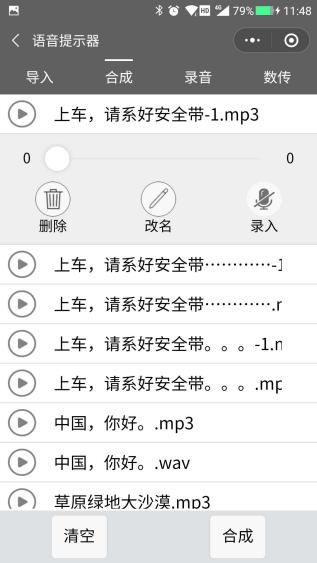 HD 4G 79% 11:48
语音提示器
导入 合成 录音 数传
上车，请系好安全带-1.mp3
0 0
删除 改名 录入
上车，请系好安全带…………-1
上车，请系好安全带………….m
上车，请系好安全带。。。-1.m
上车，请系好安全带。。。.mp
中国，你好。.mp3
中国，你好。.wav
草原绿地大沙漠.mp3
清空 合成